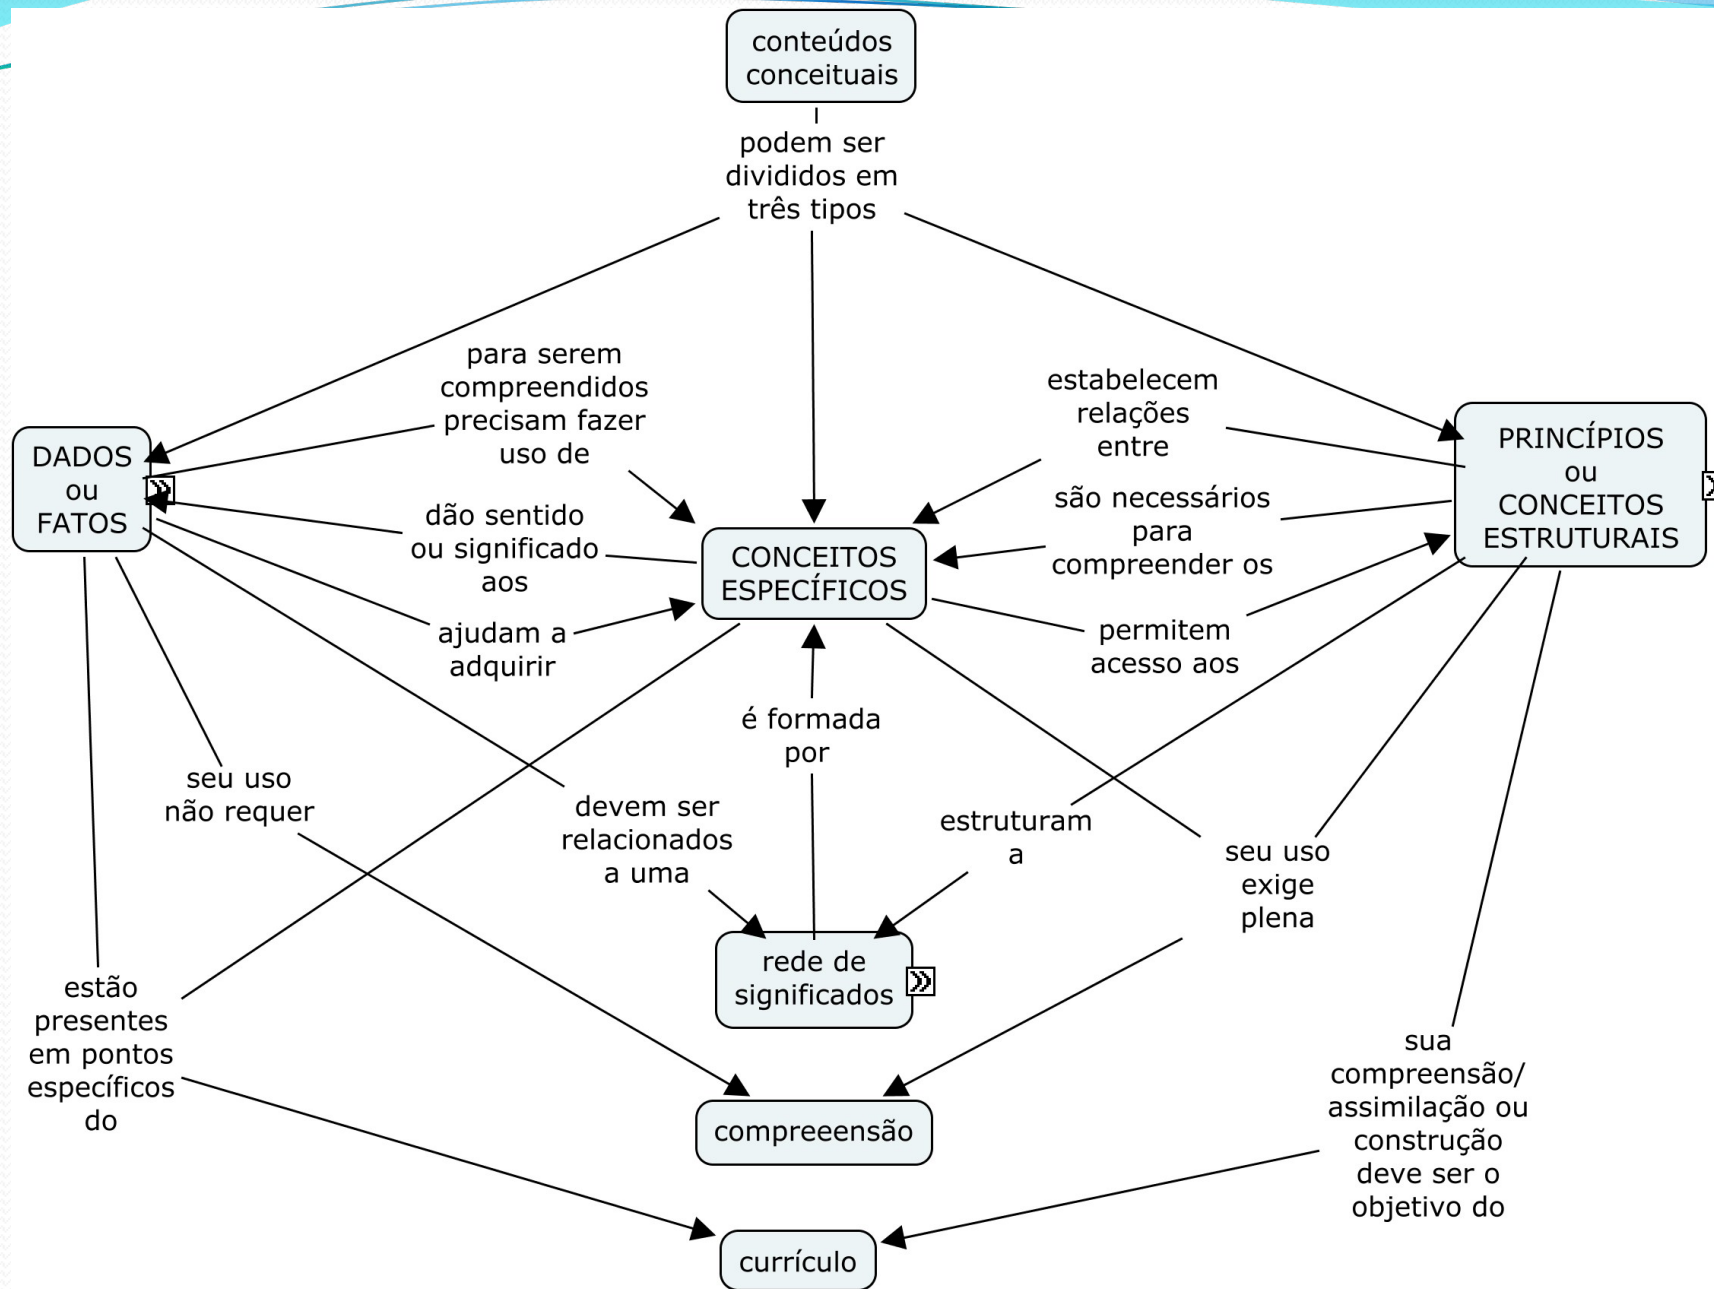 conteúdos
conceituais
podem ser
divididos em
três tipos
para serem
compreendidos
precisam fazer
uso de
estabelecem
relações
entre
DADOS
ou
FATOS
PRINCÍPIOS
ou
CONCEITOS
ESTRUTURAIS
dão sentido
ou significado
aos
são necessários
para
compreender os
CONCEITOS
ESPECÍFICOS
ajudam a
adquirir
permitem
acesso aos
é formada
por
seu uso
não requer
devem ser
relacionados
a uma
estruturam
a
seu uso
exige
plena
rede de
significados
estão
presentes
em pontos
específicos
do
sua
compreensão/
assimilação ou
construção
deve ser o
objetivo do
compreeensão
currículo